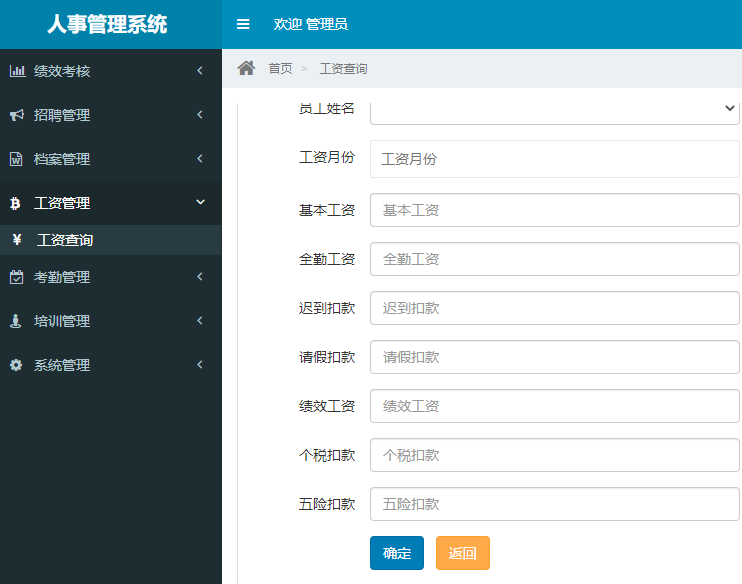 人事管理系统
欢迎 管理员
绩效考核
招聘管理
档案管理
工资管理
¥ 工资查询
考勤管理
培训管理
系统管理
首页 > 工资查询
员工姓名
工资月份 工资月份
基本工资 基本工资
全勤工资 全勤工资
迟到扣款 迟到扣款
请假扣款 请假扣款
绩效工资 绩效工资
个税扣款 个税扣款
五险扣款 五险扣款
确定 返回